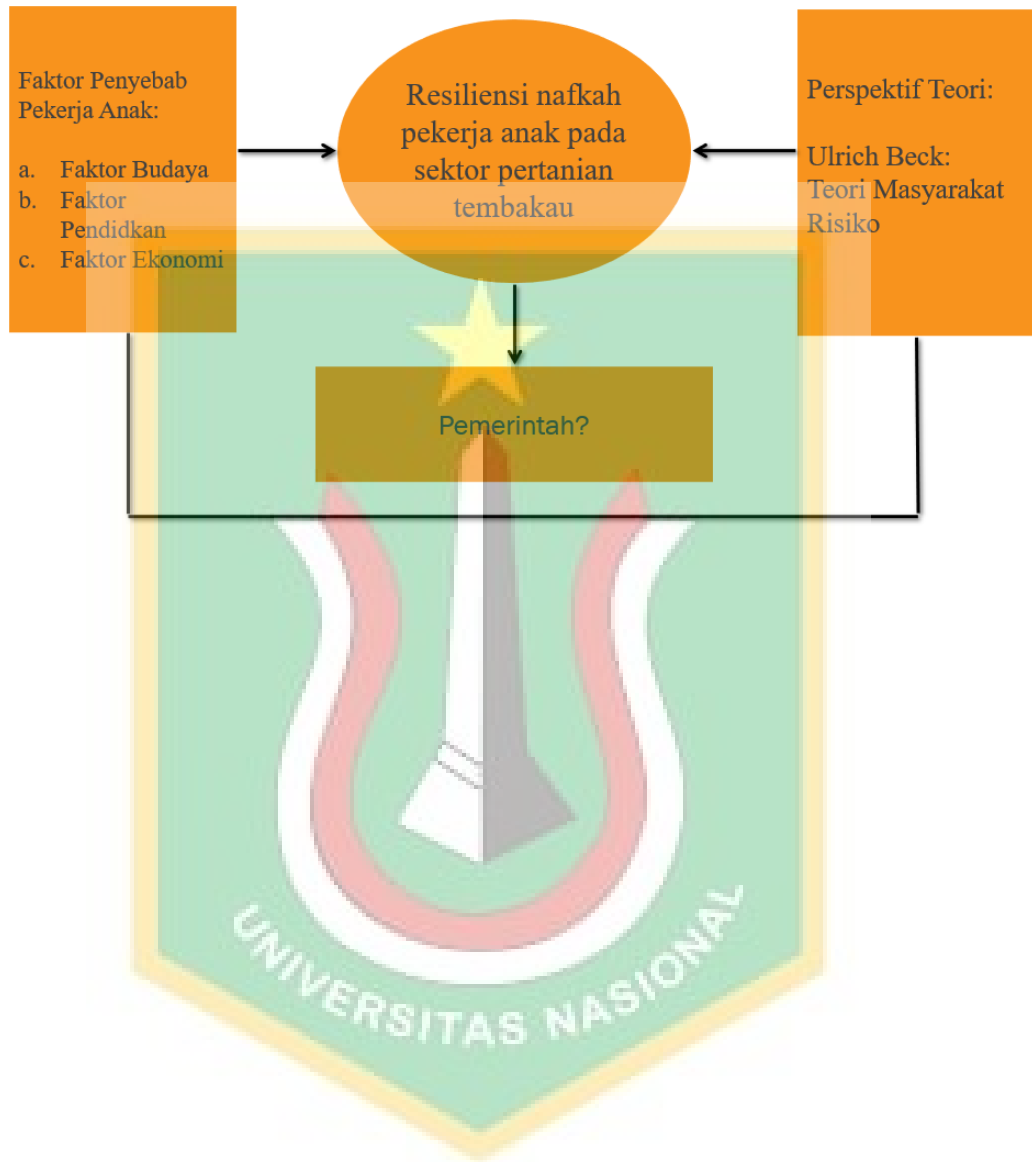 Faktor Penyebab
Pekerja Anak:
a. Faktor Budaya
b. Faktor
Pendidkan
c. Faktor Ekonomi
Resiliensi nafkah
pekerja anak pada
sektor pertanian
tembakau
Perspektif Teori:
Ulrich Beck:
Teori Masyarakat
Risiko
Pemerintah?
UNIVERSITAS NASIONAL